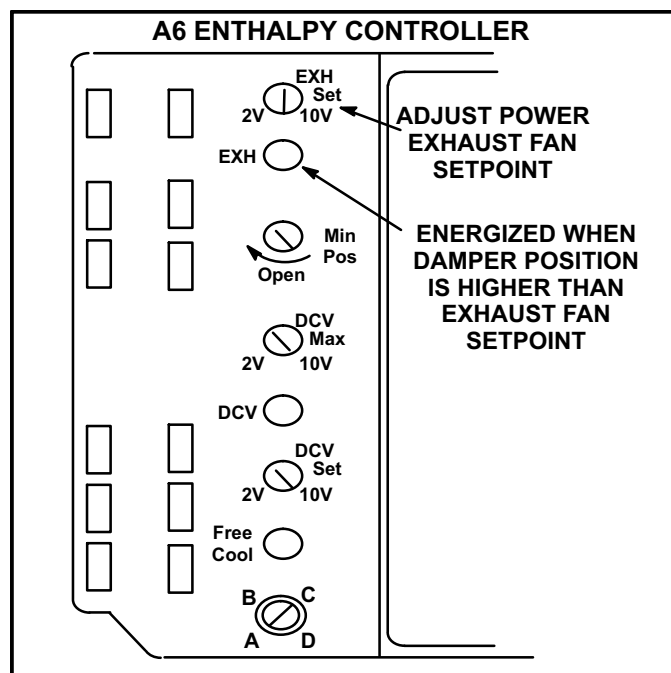 A6 ENTHALPY CONTROLLER
EXH
Set
2V 10V
ADJUST POWER
EXHAUST FAN
SETPOINT
EXH
ENERGIZED WHEN
DAMPER POSITION
IS HIGHER THAN
EXHAUST FAN
SETPOINT
Min
Pos
Open
DCV
Max
2V 10V
DCV
DCV
Set
2V 10V
Free
Cool
B C
A D